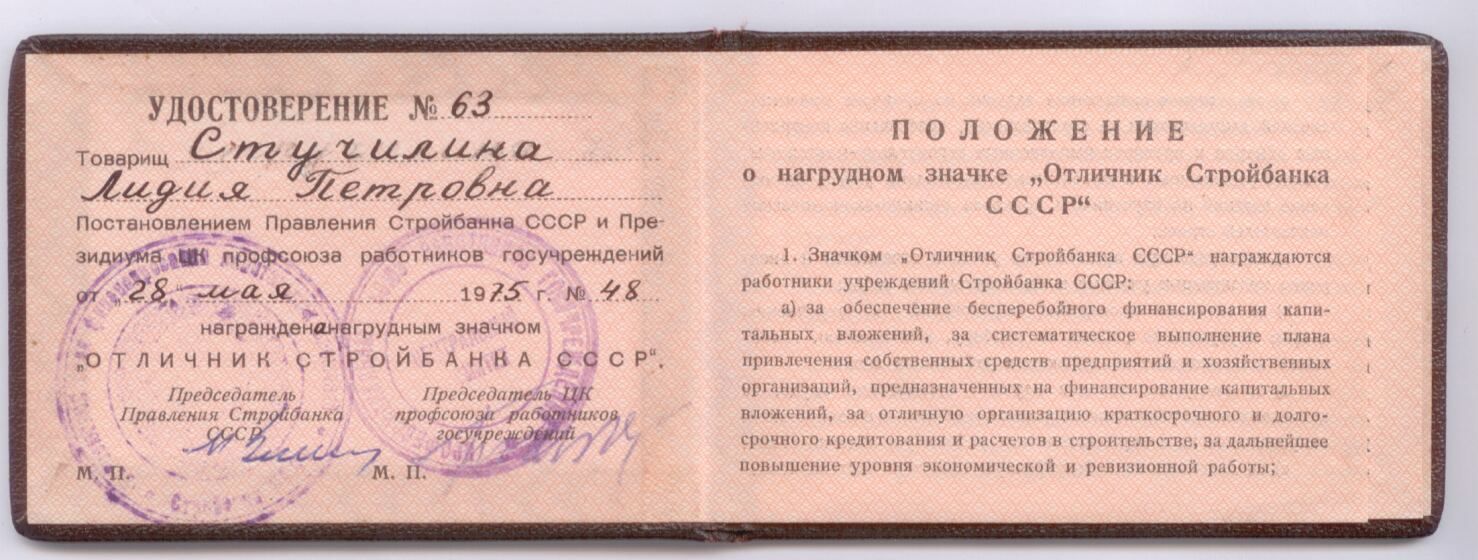 УДОСТОВЕРЕНИЕ № 63
Товарищ Стучилина
Лидия Петровна
Постановлением Правления Стройбанка СССР и Пре-
зидиума ЦК профсоюза работников госучреждений
от „28“ мая 1975 г. № 48
награждена нагрудным значком
„ОТЛИЧНИК СТРОЙБАНКА СССР“.
Председатель
Правления Стройбанка
СССР
Председатель ЦК
профсоюза работников
госучреждений
М. П.
М. П.
ПОЛОЖЕНИЕ
о нагрудном значке „Отличник Стройбанка
СССР“
1. Значком „Отличник Стройбанка СССР“ награждаются
работники учреждений Стройбанка СССР:
а) за обеспечение бесперебойного финансирования капи-
тальных вложений, за систематическое выполнение плана
привлечения собственных средств предприятий и хозяйственных
организаций, предназначенных на финансирование капитальных
вложений, за отличную организацию краткосрочного и долго-
срочного кредитования и расчетов в строительстве, за дальнейшее
повышение уровня экономической и ревизионной работы;